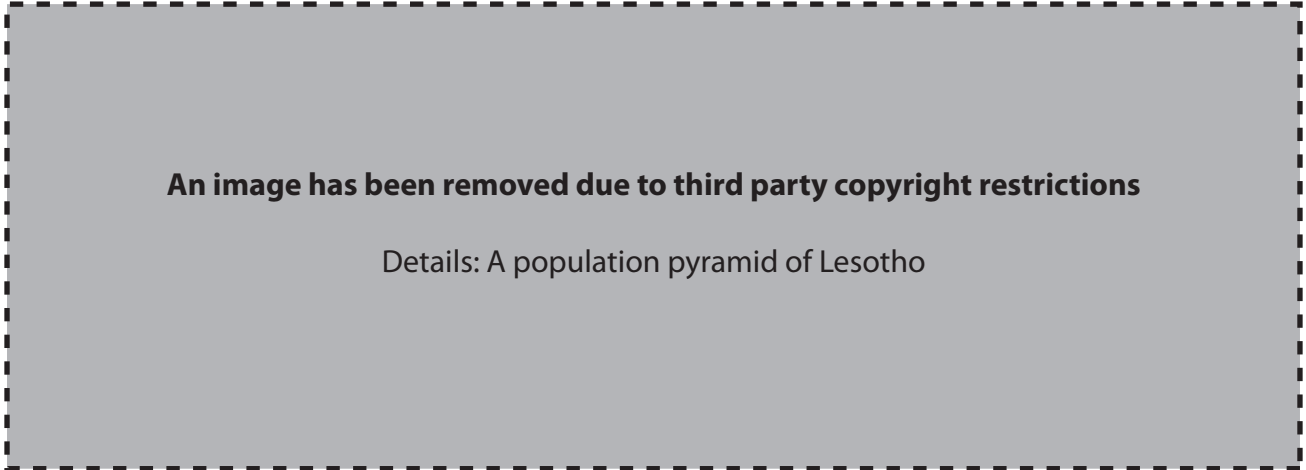 An image has been removed due to third party copyright restrictions
Details: A population pyramid of Lesotho